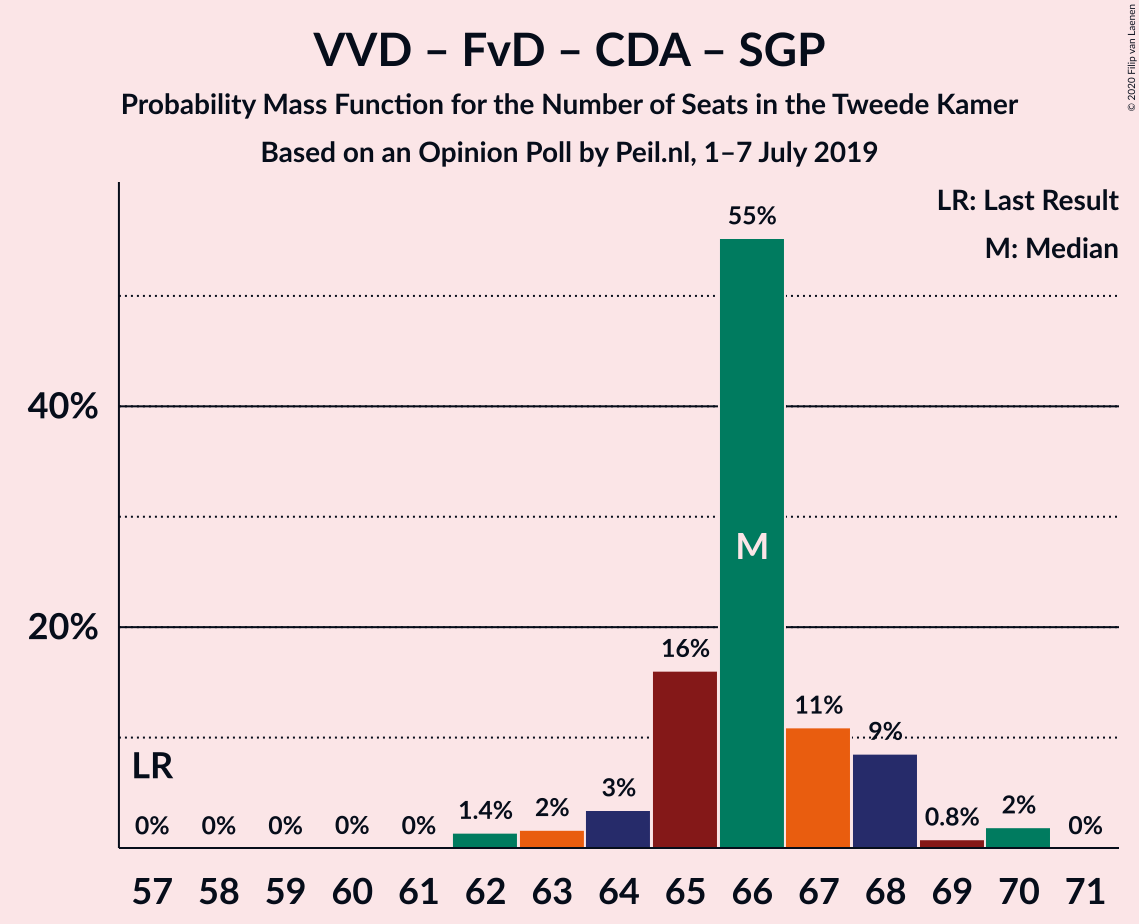 VVD – FvD – CDA – SGP
Probability Mass Function for the Number of Seats in the Tweede Kamer
Based on an Opinion Poll by Peil.nl, 1–7 July 2019
© 2020 Filip van Laenen
LR: Last Result
M: Median
40%
20%
LR
M
0% 0% 0% 0% 0% 1.4% 2% 3% 16% 55% 11% 9% 0.8% 2% 0%
57 58 59 60 61 62 63 64 65 66 67 68 69 70 71